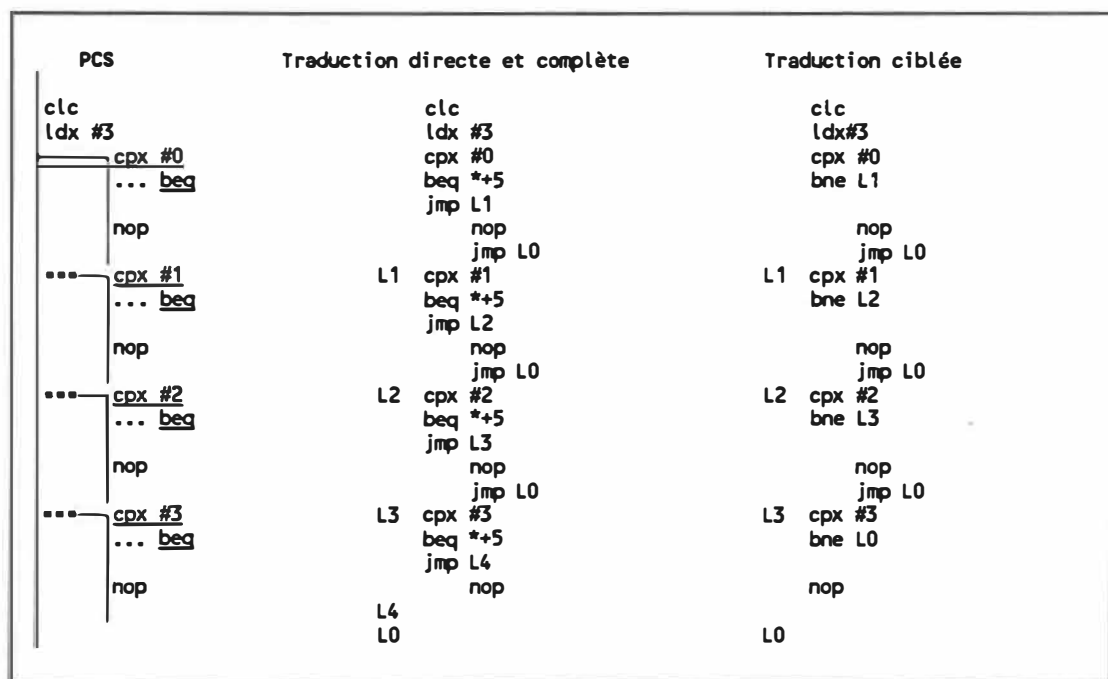 PCS Traduction directe et complète Traduction ciblée
clc clc clc
ldx #3 ldx #3 ldx#3
cpx #0 cpx #0 cpx #0
... beq beq *+5 bne L1
jmp L1
nop nop nop
jmp L0 jmp L0
cpx #1 L1 cpx #1 L1 cpx #1
... beq beq *+5 bne L2
jmp L2
nop nop nop
jmp L0 jmp L0
cpx #2 L2 cpx #2 L2 cpx #2
... beq beq *+5 bne L3
jmp L3
nop nop nop
jmp L0 jmp L0
cpx #3 L3 cpx #3 L3 cpx #3
... beq beq *+5 bne L0
jmp L4
nop nop nop
L4
L0 L0